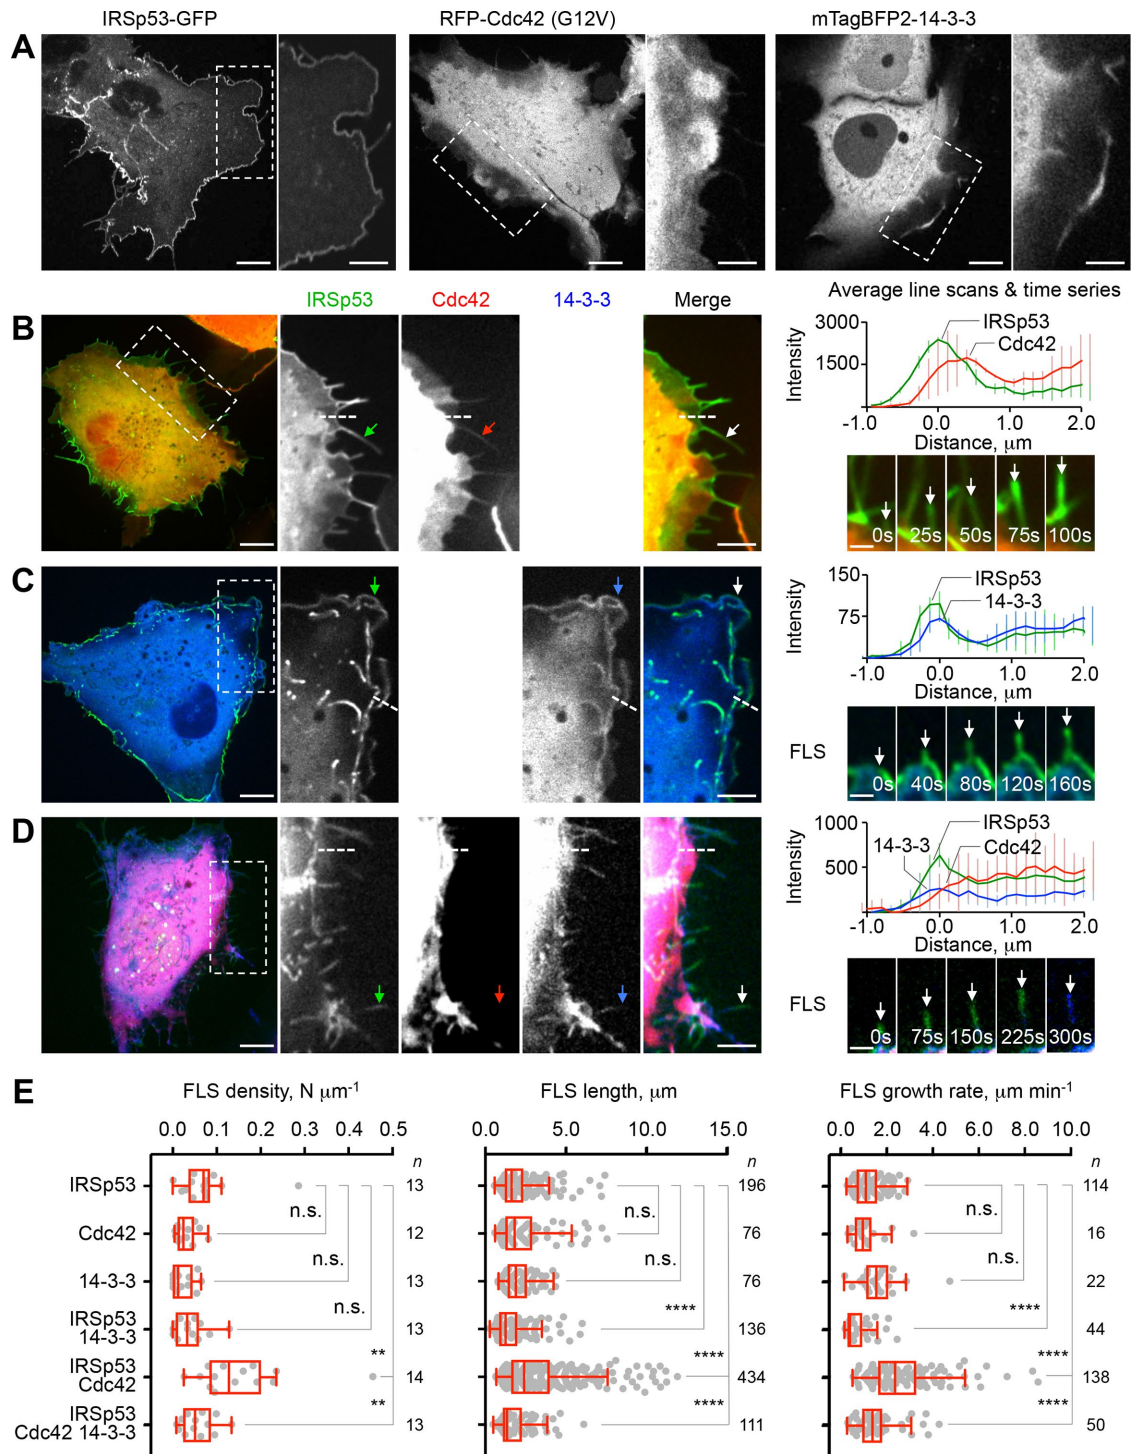 IRSp53-GFP RFP-Cdc42 (G12V) mTagBFP2-14-3-3
A
IRSp53 Cdc42 14-3-3 Merge Average line scans & time series
B
3000
1500
Intensity
IRSp53
Cdc42
-1.0 0.0 1.0 2.0
Distance, μm
0s 25s 50s 75s 100s
C
150
75
Intensity
IRSp53
14-3-3
-1.0 0.0 1.0 2.0
Distance, μm
FLS
0s 40s 80s 120s 160s
D
1000
500
Intensity
IRSp53
14-3-3 Cdc42
-1.0 0.0 1.0 2.0
Distance, μm
FLS
0s 75s 150s 225s 300s
E
FLS density, N μm-1 FLS length, μm FLS growth rate, μm min-1
0.0 0.1 0.2 0.5 0.0 5.0 10.0 15.0 0.0 2.0 4.0 6.0 8.0 10.0
n n n
IRSp53 13 196 114
n.s. n.s. n.s.
Cdc42 12 76 16
n.s. n.s. n.s.
14-3-3 13 76 22
n.s. **** ****
IRSp53
14-3-3 13 136 44
** **** ****
IRSp53
Cdc42 14 434 138
** **** ****
IRSp53
Cdc42 14-3-3 13 111 50